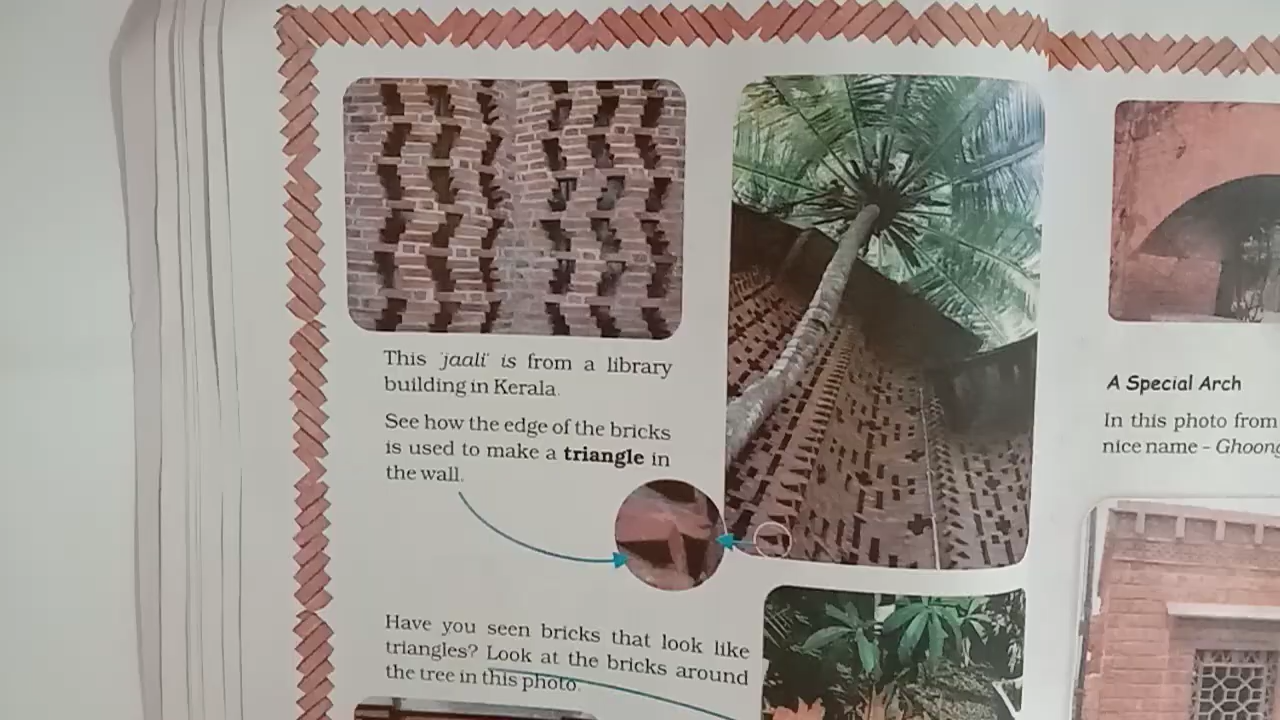 This 'jaali' is from a library
building in Kerala.
See how the edge of the bricks
is used to make a triangle in
the wall.
Have you seen bricks that look like
triangles? Look at the bricks around
the tree in this photo.
A Special Arch
In this photo from
nice name – Ghoong